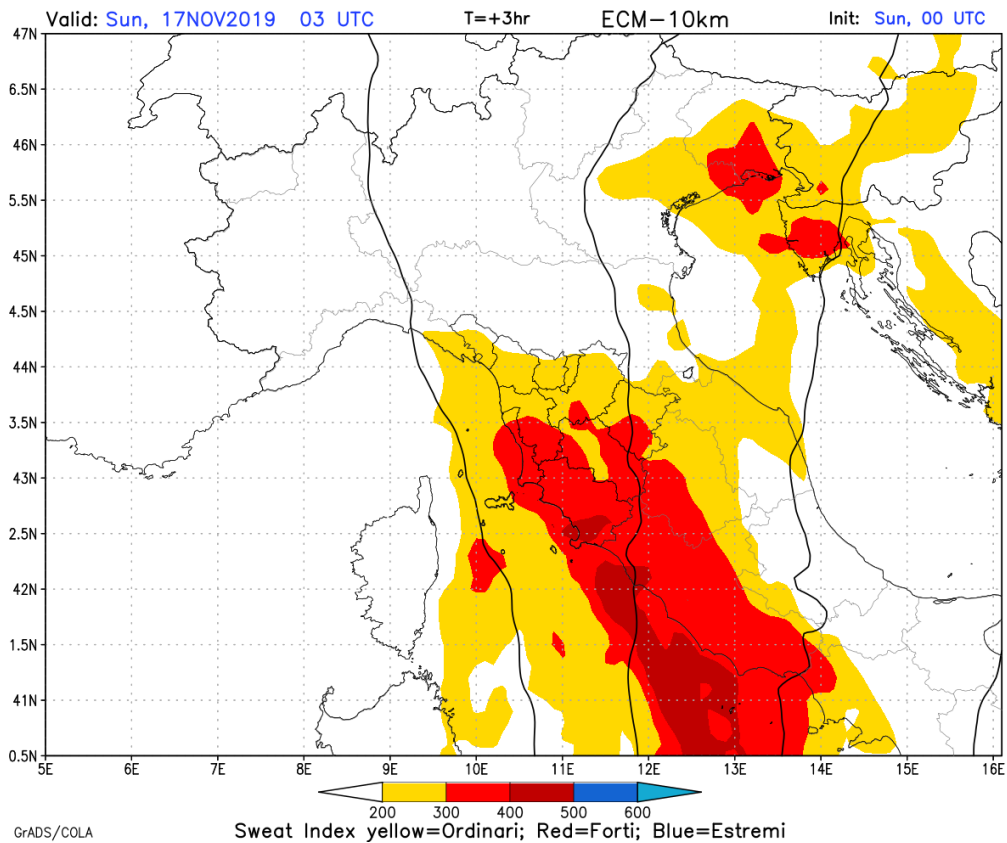 Valid: Sun, 17NOV2019 03 UTC T=+3hr ECM-10km Init: Sun, 00 UTC
47N
6.5N
46N
5.5N
45N
4.5N
44N
3.5N
43N
2.5N
42N
1.5N
41N
0.5N
5E 6E 7E 8E 9E 10E 11E 12E 13E 14E 15E 16E
200 300 400 500 600
GrADS/COLA Sweat Index yellow=Ordinari; Red=Forti; Blue=Estremi